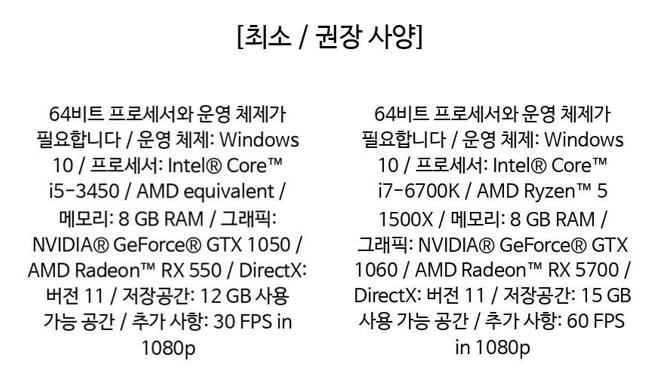 [최소 / 권장 사양]
64비트 프로세서와 운영 체제가
필요합니다 / 운영 체제: Windows
10 / 프로세서: Intel® Core™
i5-3450 / AMD equivalent /
메모리: 8 GB RAM / 그래픽:
NVIDIA® GeForce® GTX 1050 /
AMD Radeon™ RX 550 / DirectX:
버전 11 / 저장공간: 12 GB 사용
가능 공간 / 추가 사항: 30 FPS in
1080p
64비트 프로세서와 운영 체제가
필요합니다 / 운영 체제: Windows
10 / 프로세서: Intel® Core™
i7-6700K / AMD Ryzen™ 5
1500X / 메모리: 8 GB RAM /
그래픽: NVIDIA® GeForce® GTX
1060 / AMD Radeon™ RX 5700 /
DirectX: 버전 11 / 저장공간: 15 GB
사용 가능 공간 / 추가 사항: 60 FPS
in 1080p